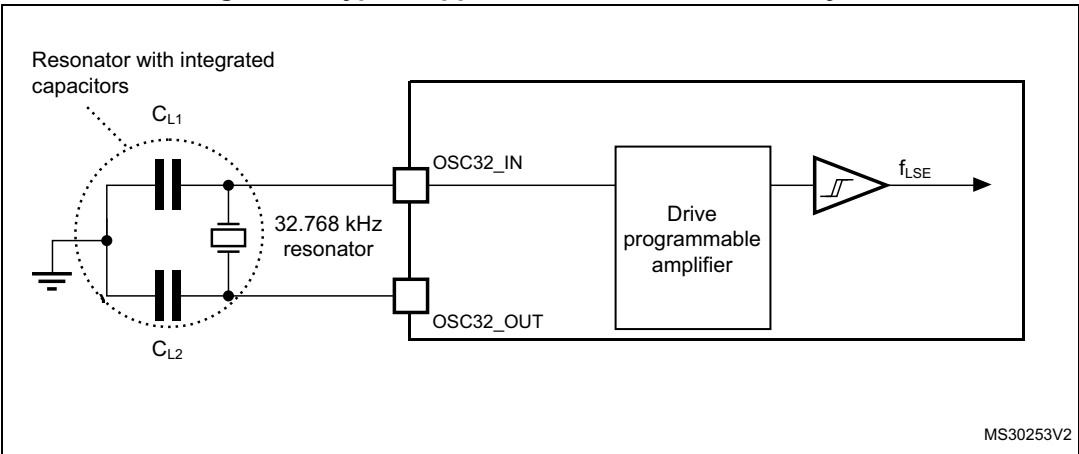 Resonator with integrated
capacitors
CL1
OSC32_IN
fLSE
32.768 kHz
resonator
Drive
programmable
amplifier
OSC32_OUT
CL2
MS30253V2